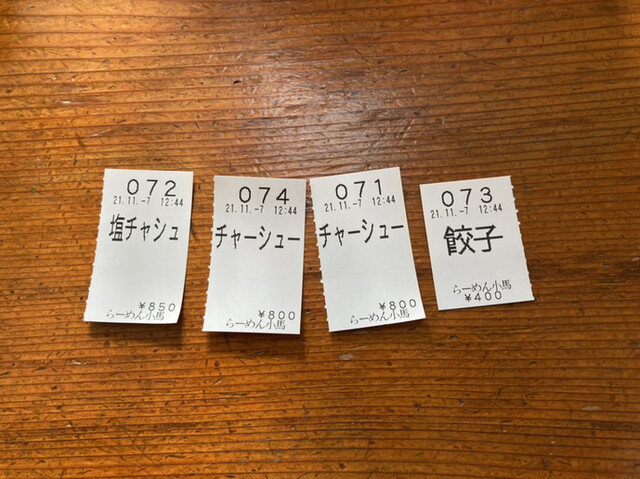 072
21.11.-7 12:44
塩チャシュ
¥850
らーめん小馬
074
21.11.-7 12:44
チャーシュー
¥800
らーめん小馬
071
21.11.-7 12:44
チャーシュー
¥800
らーめん小馬
073
21.11.-7 12:44
餃子
らーめん小馬
¥400